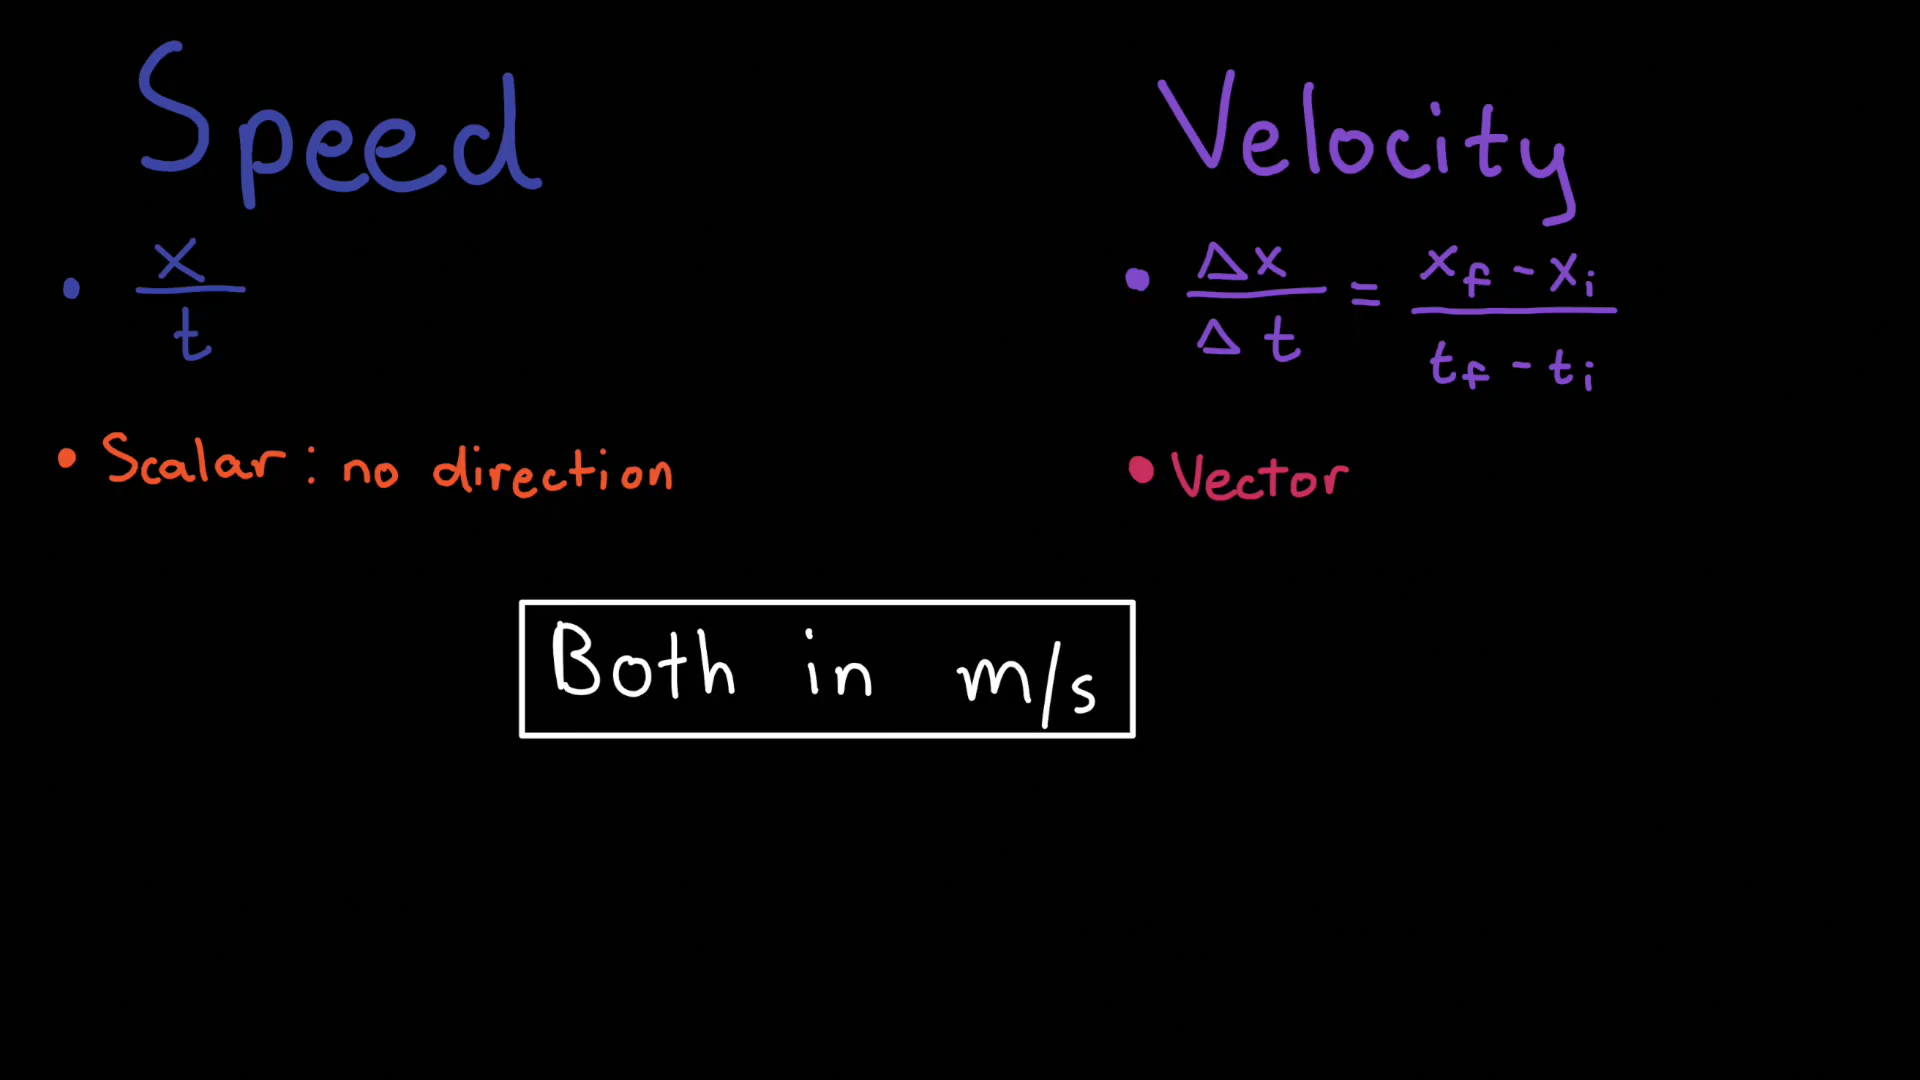 Speed
• x/t
• Scalar: no direction
Velocity
• Δx/Δt = xf - xi/tf - ti
• Vector
Both in m/s